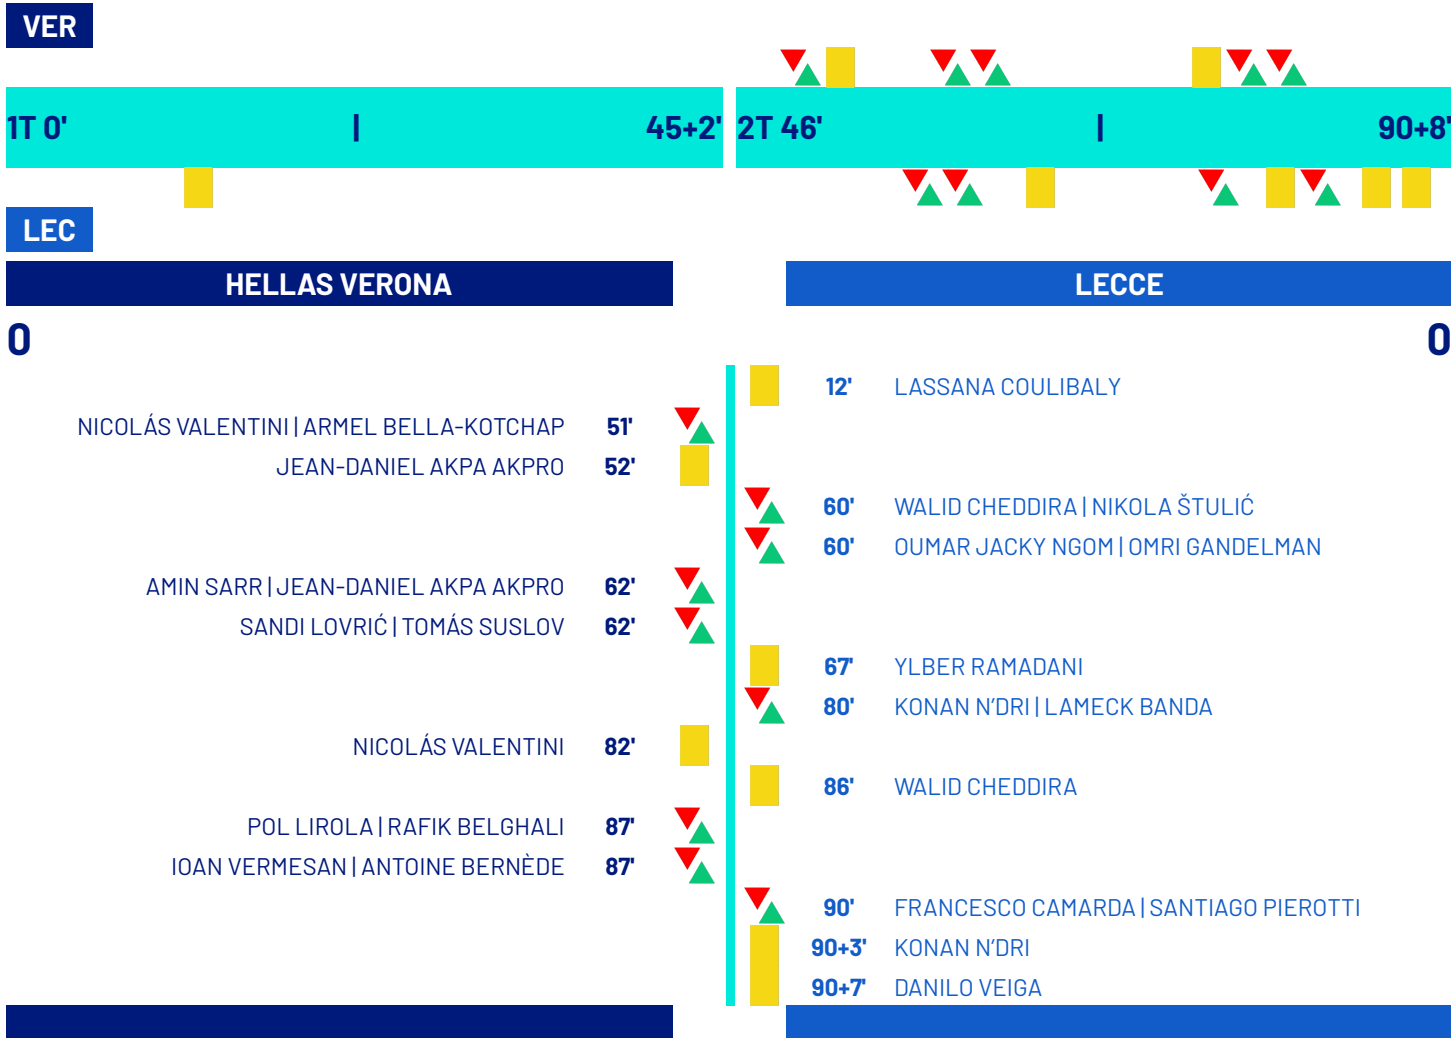 VER
1T 0' | 45+2' 2T 46' | 90+8'
LEC
HELLAS VERONA LECCE
0 0
12' LASSANA COULIBALY
NICOLÁS VALENTINI | ARMEL BELLA-KOTCHAP 51'
JEAN-DANIEL AKPA AKPRO 52'
60' WALID CHEDDIRA | NIKOLA ŠTULIĆ
60' OUMAR JACKY NGOM | OMRI GANDELMAN
AMIN SARR | JEAN-DANIEL AKPA AKPRO 62'
SANDI LOVRIĆ | TOMÁS SUSLOV 62'
67' YLBER RAMADANI
80' KONAN N’DRI | LAMECK BANDA
NICOLÁS VALENTINI 82'
86' WALID CHEDDIRA
POL LIROLA | RAFIK BELGHALI 87'
IOAN VERMESAN | ANTOINE BERNÈDE 87'
90' FRANCESCO CAMARDA | SANTIAGO PIEROTTI
90+3' KONAN N’DRI
90+7' DANILO VEIGA